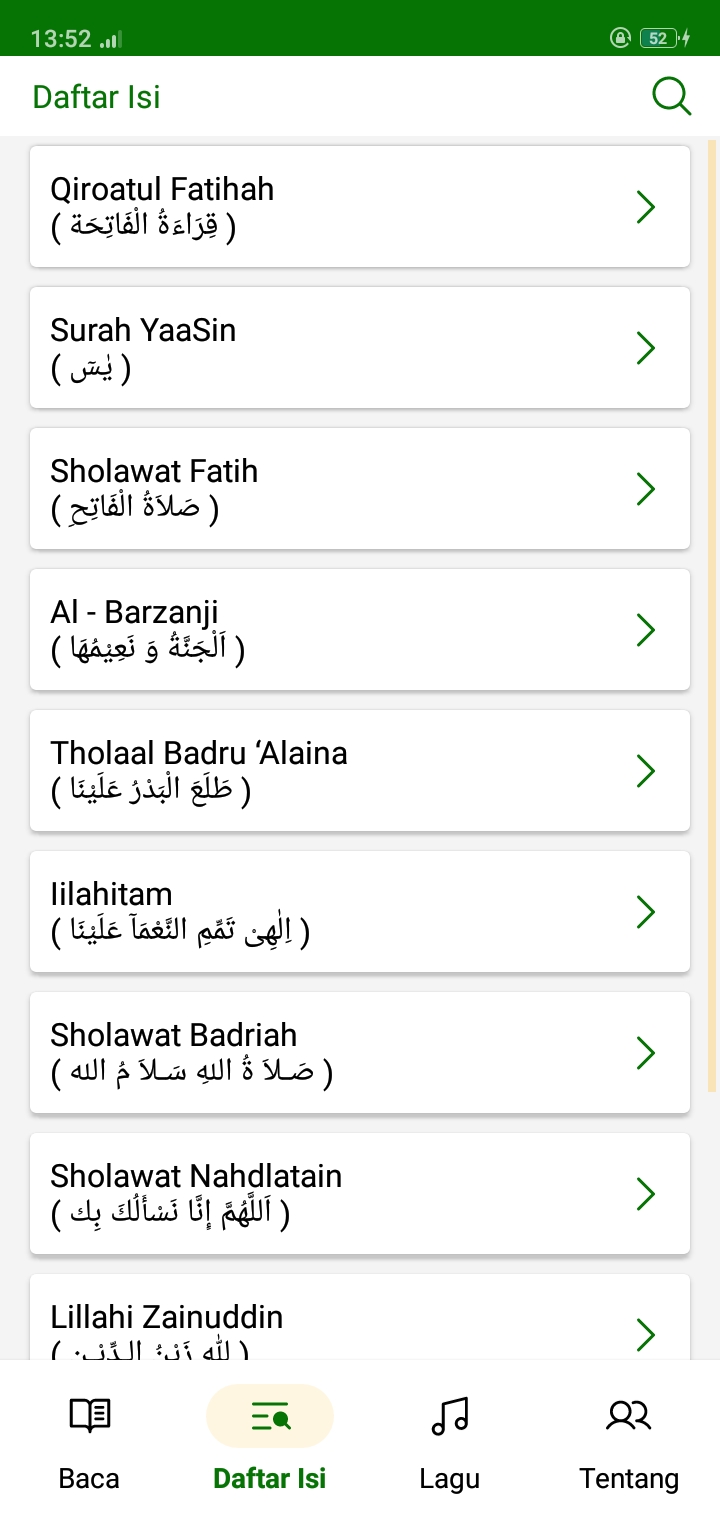 13:52
52
Daftar Isi
Qiroatul Fatihah
( قِرَاءَةُ الْفَاتِحَة )
Surah YaaSin
( يٰسٓ )
Sholawat Fatih
( صَلاَةُ الْفَاتِحِ )
Al - Barzanji
( اَلْجَنَّةُ وَ نَعِيْمُهَا )
Tholaal Badru ‘Alaina
( طَلَعَ الْبَدْرُ عَلَيْنَا )
Iilahitam
( اِلٰهِىْ تَمِّمِ النَّعْمَآ عَلَيْنَا )
Sholawat Badriah
( صَـلاَ ةُ اللهِ سَـلاَ مُ الله )
Sholawat Nahdlatain
( اَللَّهُمَّ إِنَّا نَسْأَلُكَ بِك )
Lillahi Zainuddin
( لِلّٰهِ زَيْنُ الـدِّيْـن )
Baca
Daftar Isi
Lagu
Tentang